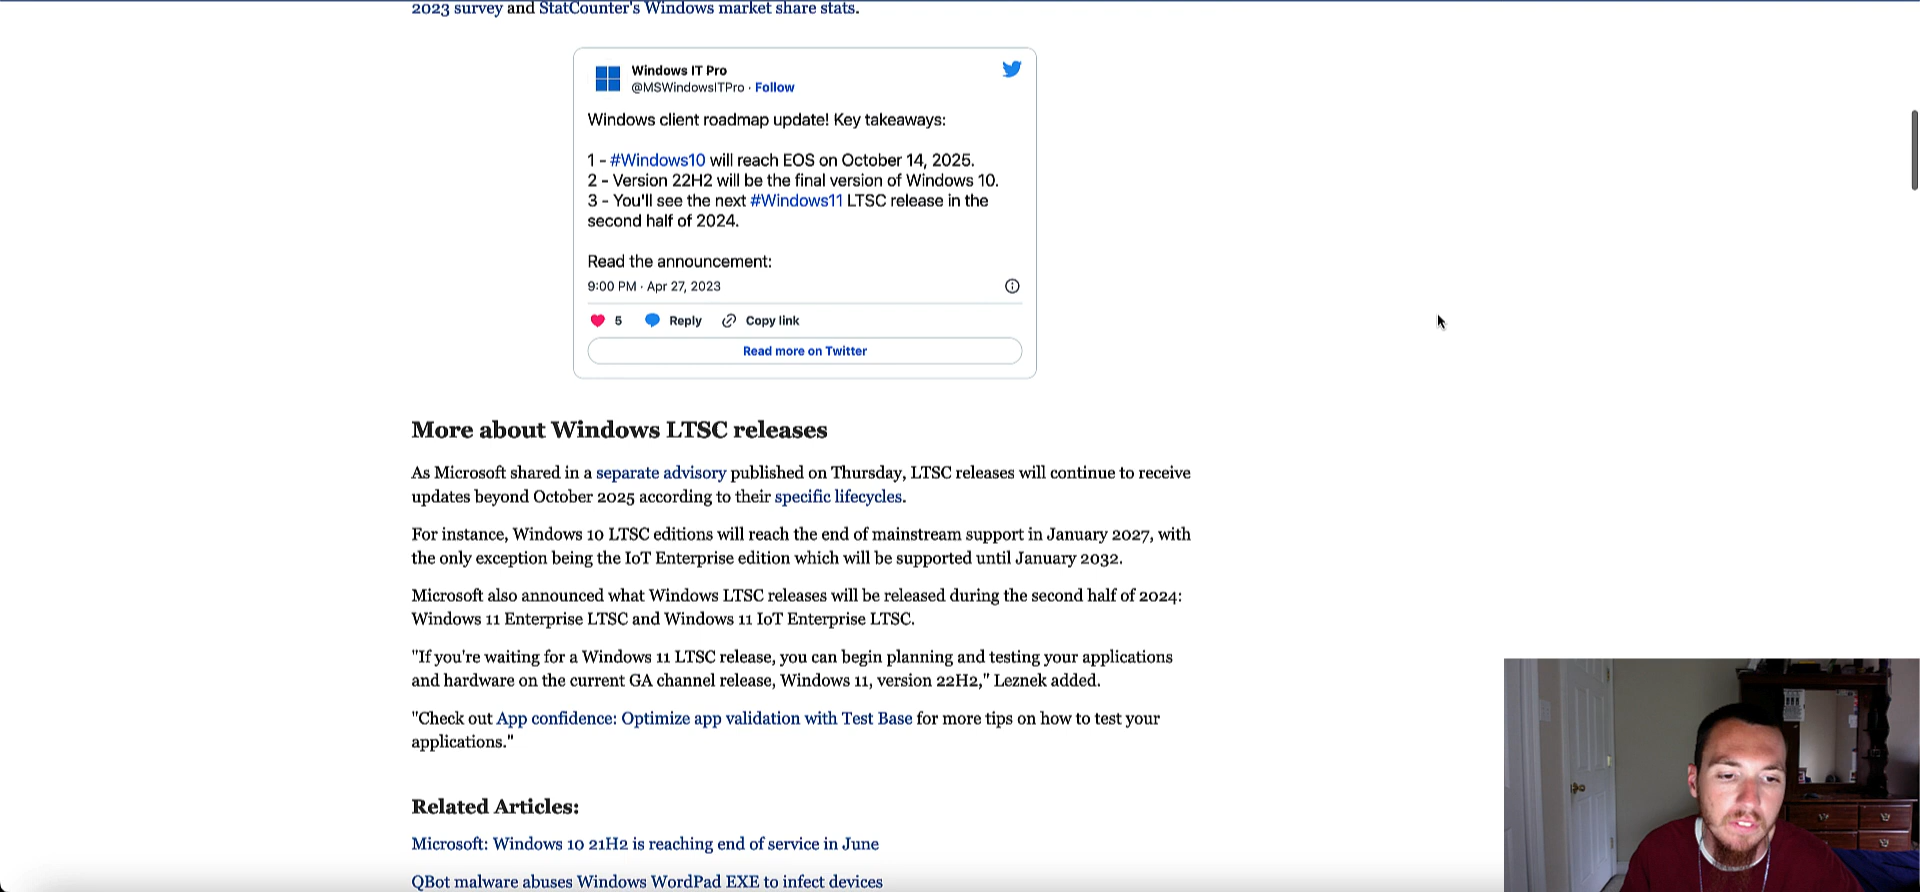 2023 survey and StatCounter's Windows market share stats.
Windows IT Pro
@MSWindowsITPro · Follow
Windows client roadmap update! Key takeaways:
1 - #Windows10 will reach EOS on October 14, 2025.
2 - Version 22H2 will be the final version of Windows 10.
3 - You'll see the next #Windows11 LTSC release in the
second half of 2024.
Read the announcement:
9:00 PM · Apr 27, 2023
5 Reply Copy link
Read more on Twitter
More about Windows LTSC releases
As Microsoft shared in a separate advisory published on Thursday, LTSC releases will continue to receive
updates beyond October 2025 according to their specific lifecycles.
For instance, Windows 10 LTSC editions will reach the end of mainstream support in January 2027, with
the only exception being the IoT Enterprise edition which will be supported until January 2032.
Microsoft also announced what Windows LTSC releases will be released during the second half of 2024:
Windows 11 Enterprise LTSC and Windows 11 IoT Enterprise LTSC.
"If you're waiting for a Windows 11 LTSC release, you can begin planning and testing your applications
and hardware on the current GA channel release, Windows 11, version 22H2," Leznek added.
"Check out App confidence: Optimize app validation with Test Base for more tips on how to test your
applications."
Related Articles:
Microsoft: Windows 10 21H2 is reaching end of service in June
QBot malware abuses Windows WordPad EXE to infect devices